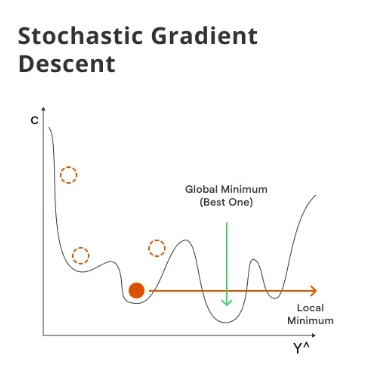 Stochastic Gradient
Descent
C
Global Minimum
(Best One)
Local
Minimum
Y^